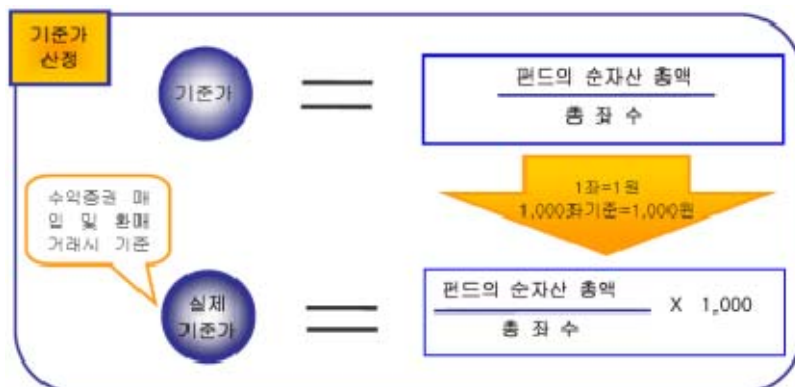 기준가
산정
기준가
펀드의 순자산 총액
총 좌 수
1좌=1원
1,000좌기준=1,000원
수익증권 매
입 및 환매
거래시 기준
실제
기준가
펀드의 순자산 총액
총 좌 수
X 1,000